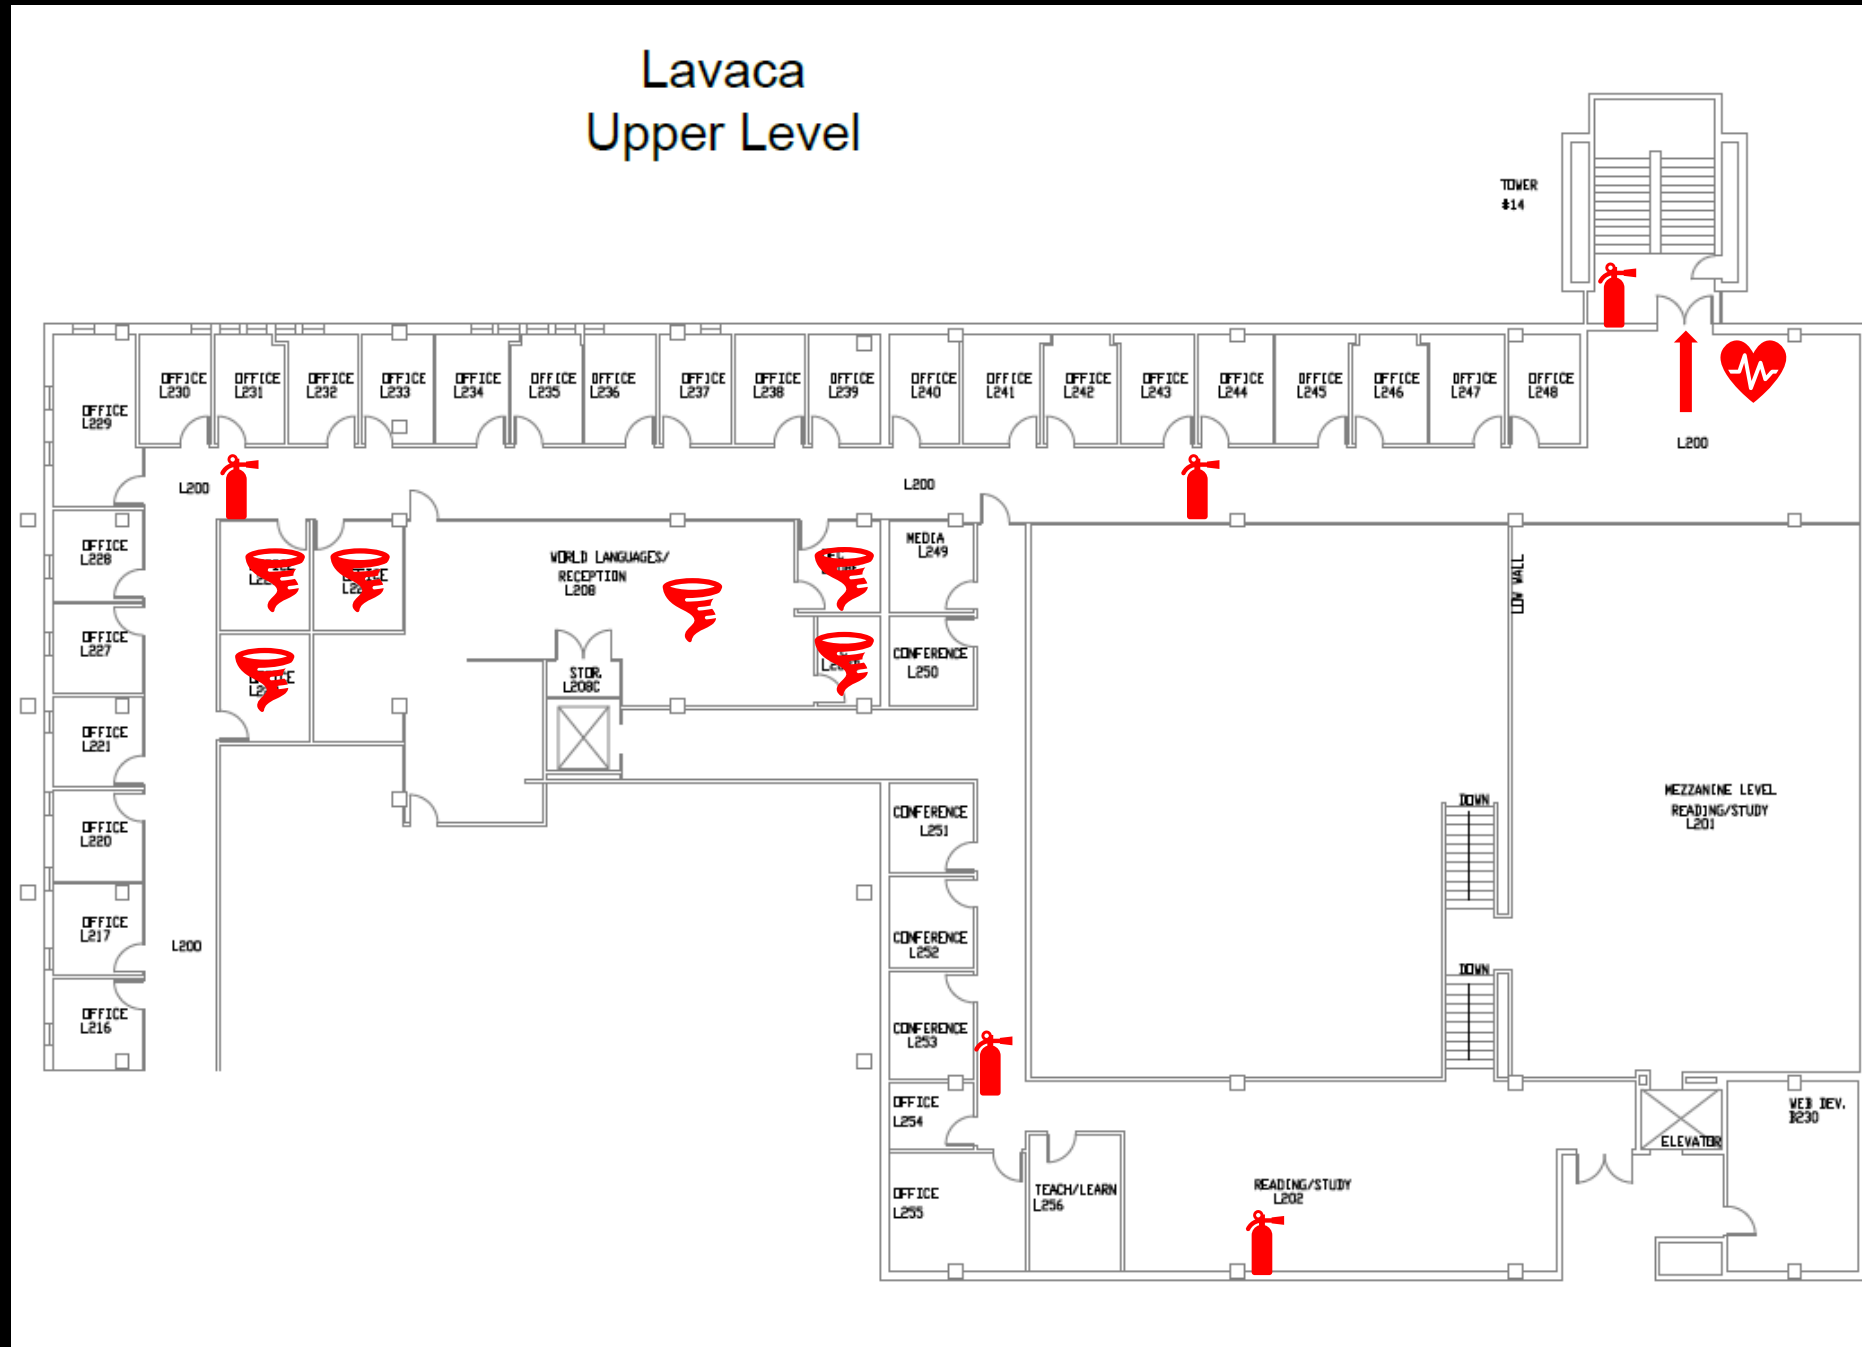 Lavaca
Upper Level
TOWER
#14
OFFICE
L229
OFFICE
L230
OFFICE
L231
OFFICE
L232
OFFICE
L233
OFFICE
L234
OFFICE
L235
OFFICE
L236
OFFICE
L237
OFFICE
L238
OFFICE
L239
OFFICE
L240
OFFICE
L241
OFFICE
L242
OFFICE
L243
OFFICE
L244
OFFICE
L245
OFFICE
L246
OFFICE
L247
OFFICE
L248
L200
L200
L200
OFFICE
L228
WORLD LANGUAGES/
RECEPTION
L208
MEDIA
L249
LOW WALL
OFFICE
L227
STOR.
L208C
CONFERENCE
L250
OFFICE
L221
OFFICE
L220
CONFERENCE
L251
DOWN
MEZZANINE LEVEL
READING/STUDY
L201
OFFICE
L217
L200
CONFERENCE
L252
DOWN
OFFICE
L216
CONFERENCE
L253
OFFICE
L254
WEB DEV.
B230
ELEVATOR
OFFICE
L255
TEACH/LEARN
L256
READING/STUDY
L202